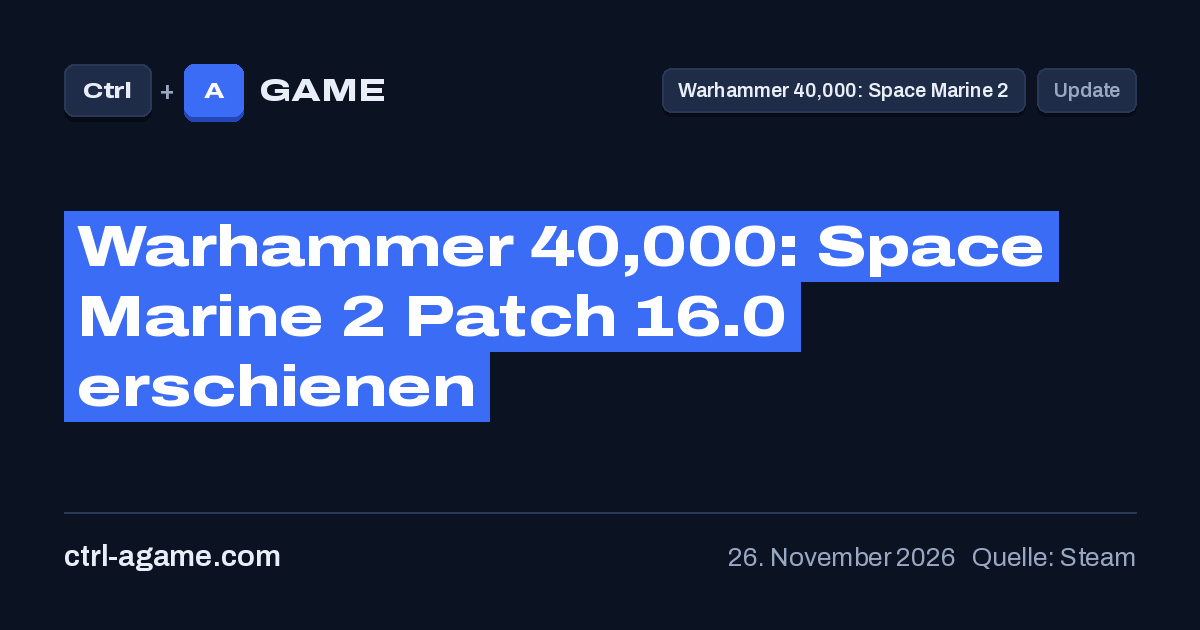 Ctrl + A GAME
Warhammer 40,000: Space Marine 2 Update
Warhammer 40,000: Space
Marine 2 Patch 16.0
erschienen
ctrl-agame.com
26. November 2026 Quelle: Steam